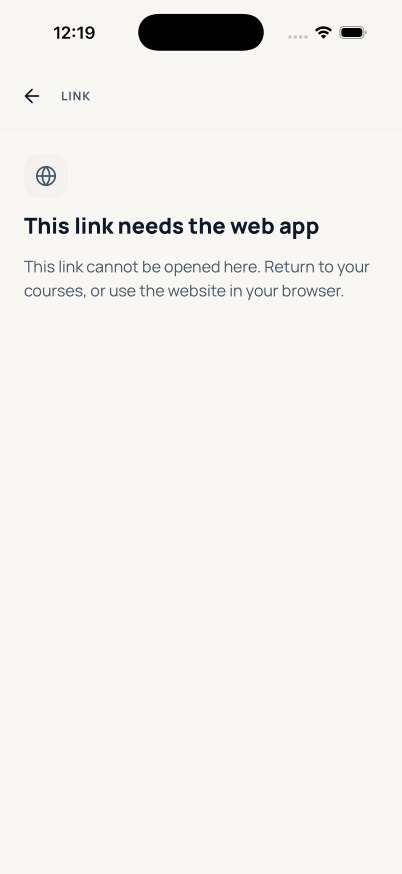 12:19
LINK
This link needs the web app
This link cannot be opened here. Return to your
courses, or use the website in your browser.